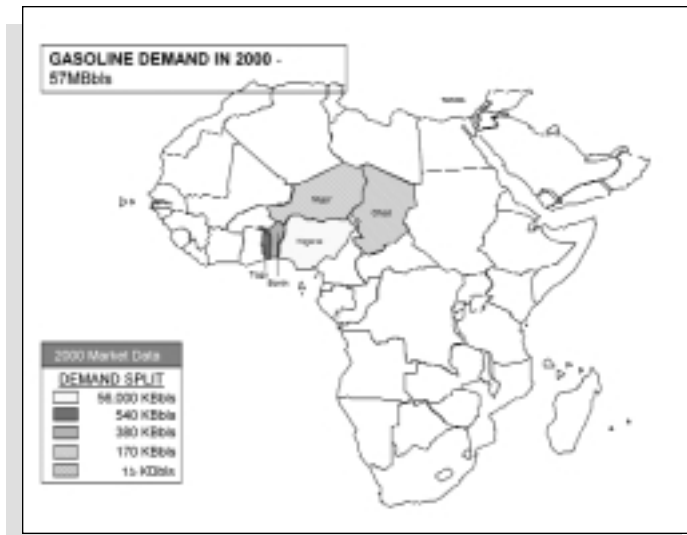 GASOLINE DEMAND IN 2000 -
57MBbls
Niger
Chad
Nigeria
Togo
Benin
2000 Market Data
DEMAND SPLIT
56,000 KBbls
540 KBbls
380 KBbls
170 KBbls
KBbls